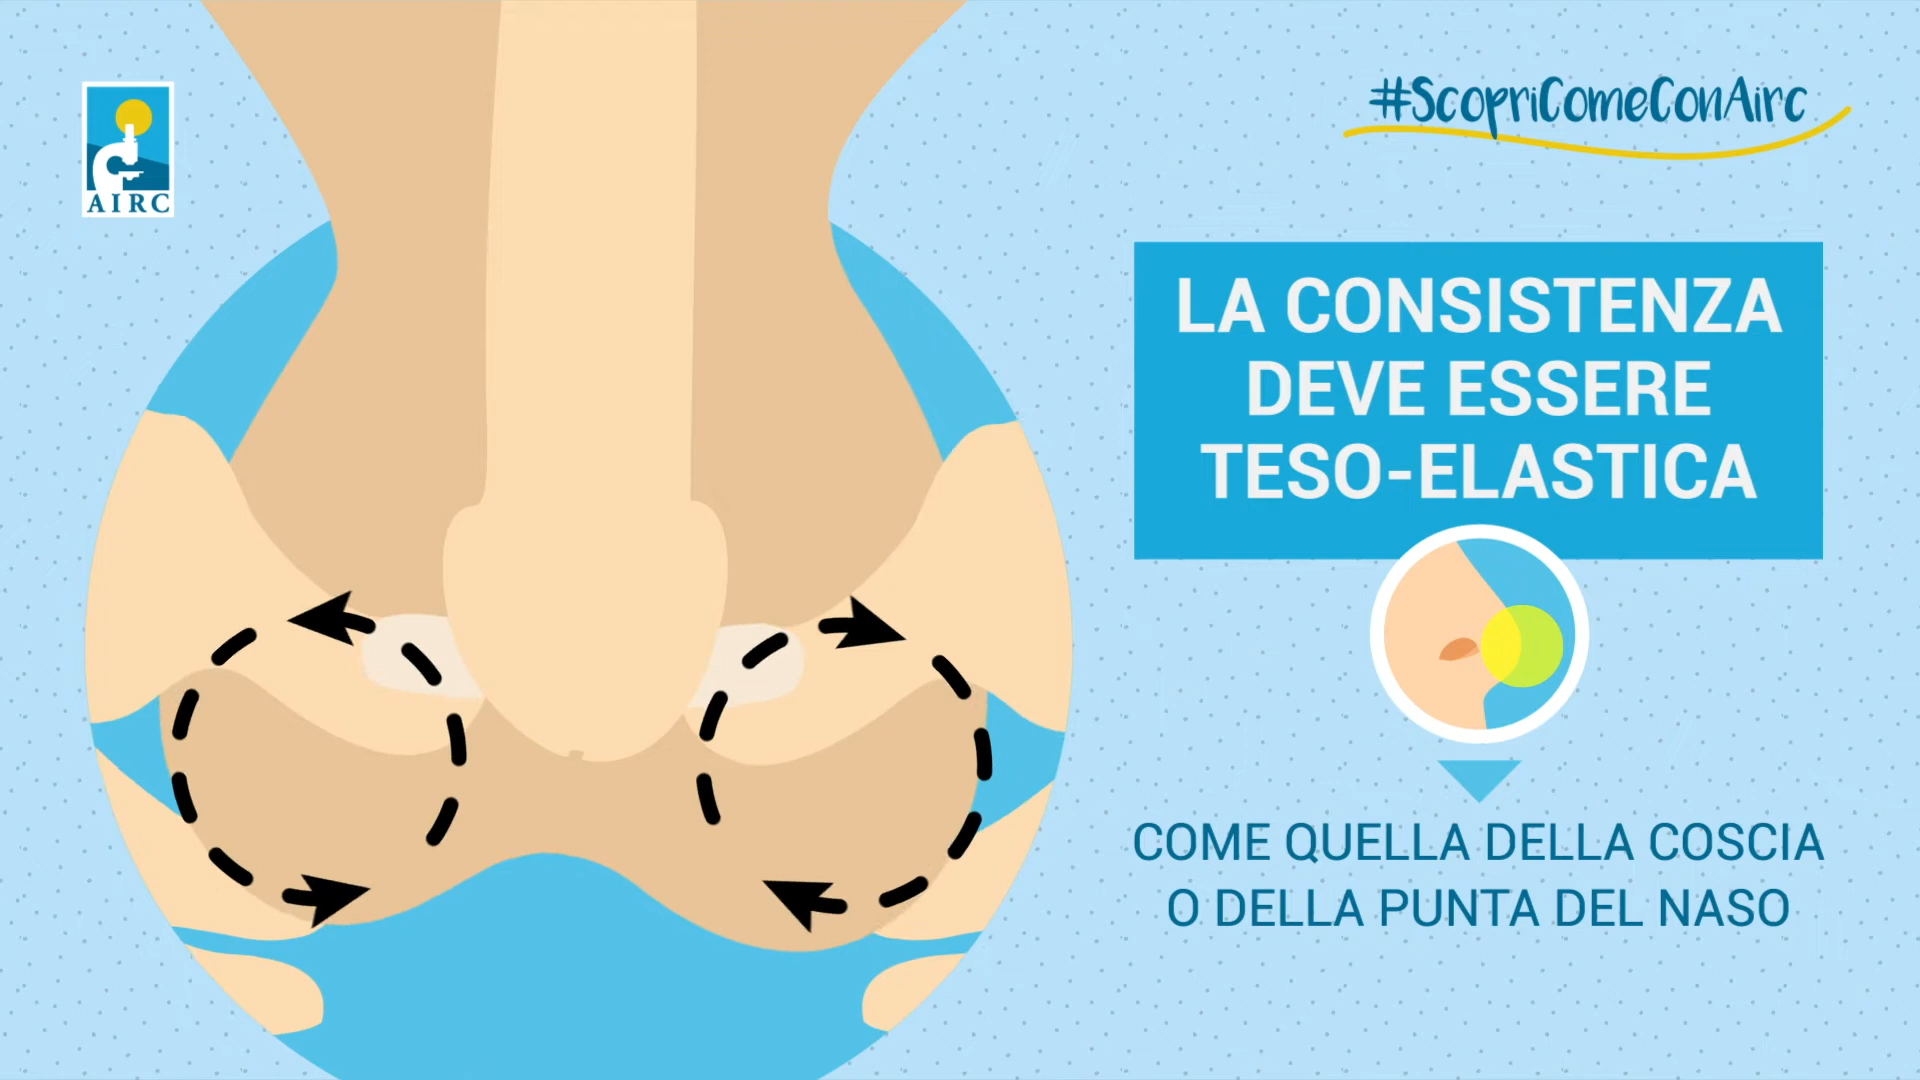 AIRC
#ScopriComeConAirc
LA CONSISTENZA
DEVE ESSERE
TESO-ELASTICA
COME QUELLA DELLA COSCIA
O DELLA PUNTA DEL NASO